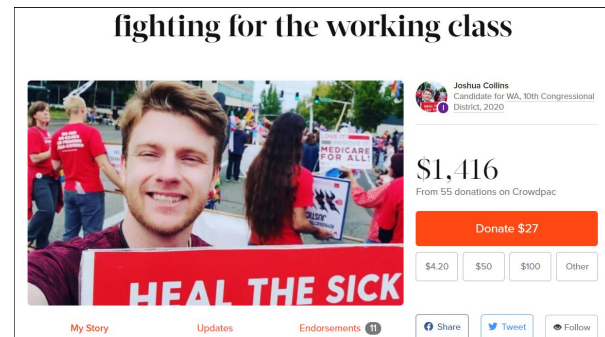 fighting for the working class
Joshua Collins
Candidate for WA, 10th Congressional
District, 2020
LOVE IT!
MEDICARE
FOR ALL!
HEAL THE SICK
$1,416
From 55 donations on Crowdpac
Donate $27
$4.20
$50
$100
Other
My Story
Updates
Endorsements 11
Share
Tweet
Follow